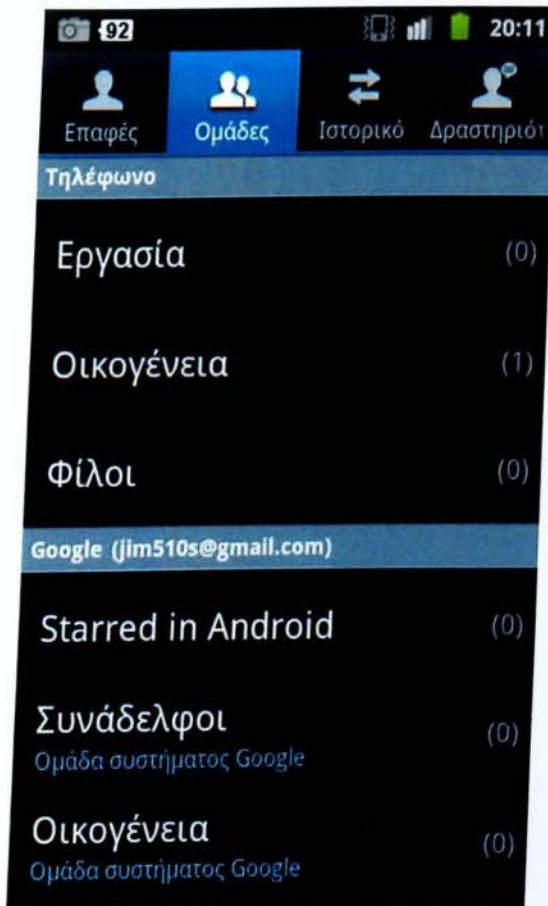 92 20:11
Επαφές Ομάδες Ιστορικό Δραστηριότ
Τηλέφωνο
Εργασία (0)
Οικογένεια (1)
Φίλοι (0)
Google (jim510s@gmail.com)
Starred in Android (0)
Συνάδελφοι (0)
Ομάδα συστήματος Google
Οικογένεια (0)
Ομάδα συστήματος Google